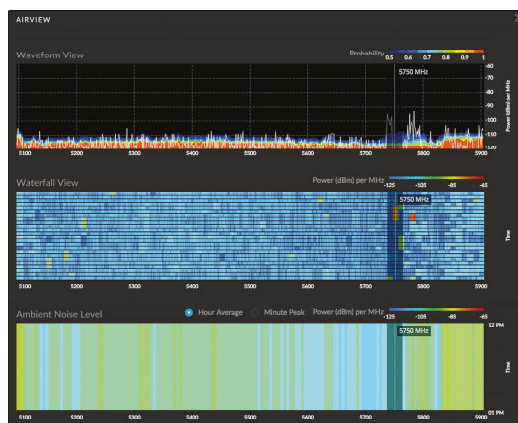 AIRVIEW
Waveform View
Probability 0.5 0.6 0.7 0.8 0.9 1
5750 MHz
-60
-70
-80
-90
-100
-110
Power (dBm) per MHz
5100 5200 5300 5400 5500 5600 5700 5800 5900
Waterfall View
Power (dBm) per MHz -125 -105 -85 -65
5750 MHz
Time
5100 5200 5300 5400 5500 5600 5700 5800 5900
Ambient Noise Level
Hour Average Minute Peak Power (dBm) per MHz -125 -105 -85 -65
5750 MHz
12 PM
Time
01 PM
5100 5200 5300 5400 5500 5600 5700 5800 5900